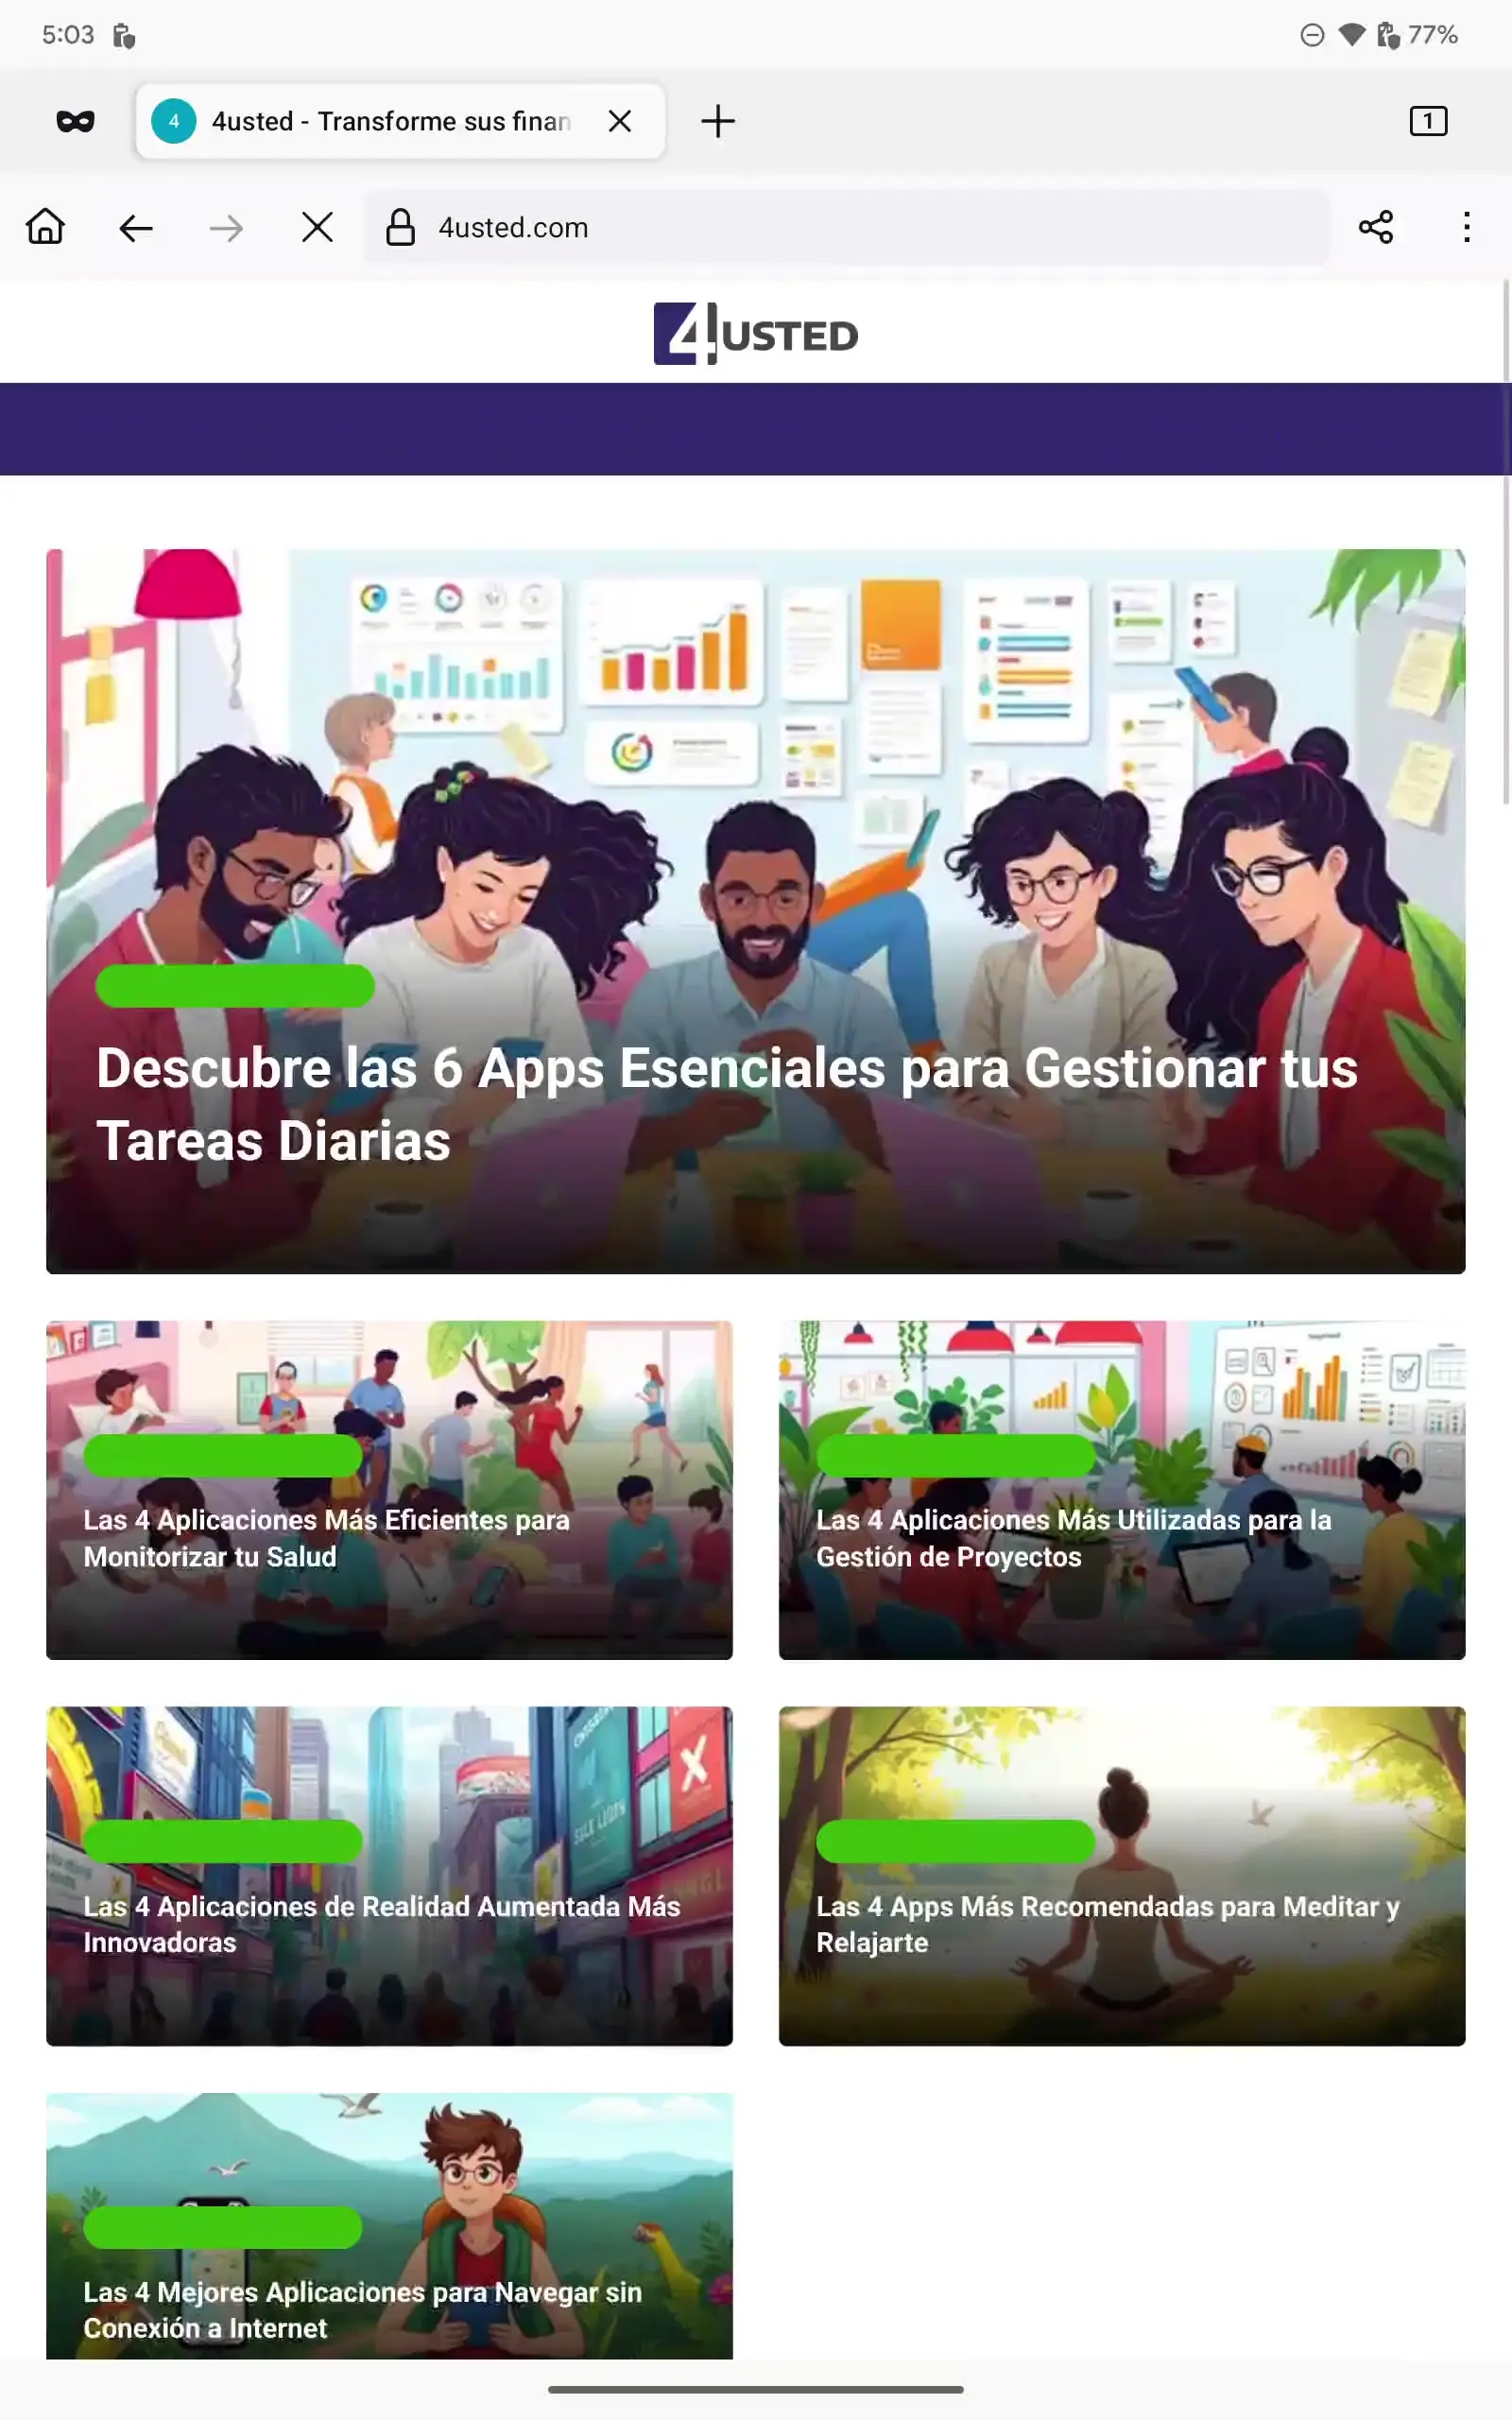 5:03
77%
4
4usted - Transforme sus finan
1
4usted.com
4USTED
Descubre las 6 Apps Esenciales para Gestionar tus
Tareas Diarias
Las 4 Aplicaciones Más Eficientes para
Monitorizar tu Salud
Las 4 Aplicaciones Más Utilizadas para la
Gestión de Proyectos
Las 4 Aplicaciones de Realidad Aumentada Más
Innovadoras
Las 4 Apps Más Recomendadas para Meditar y
Relajarte
Las 4 Mejores Aplicaciones para Navegar sin
Conexión a Internet